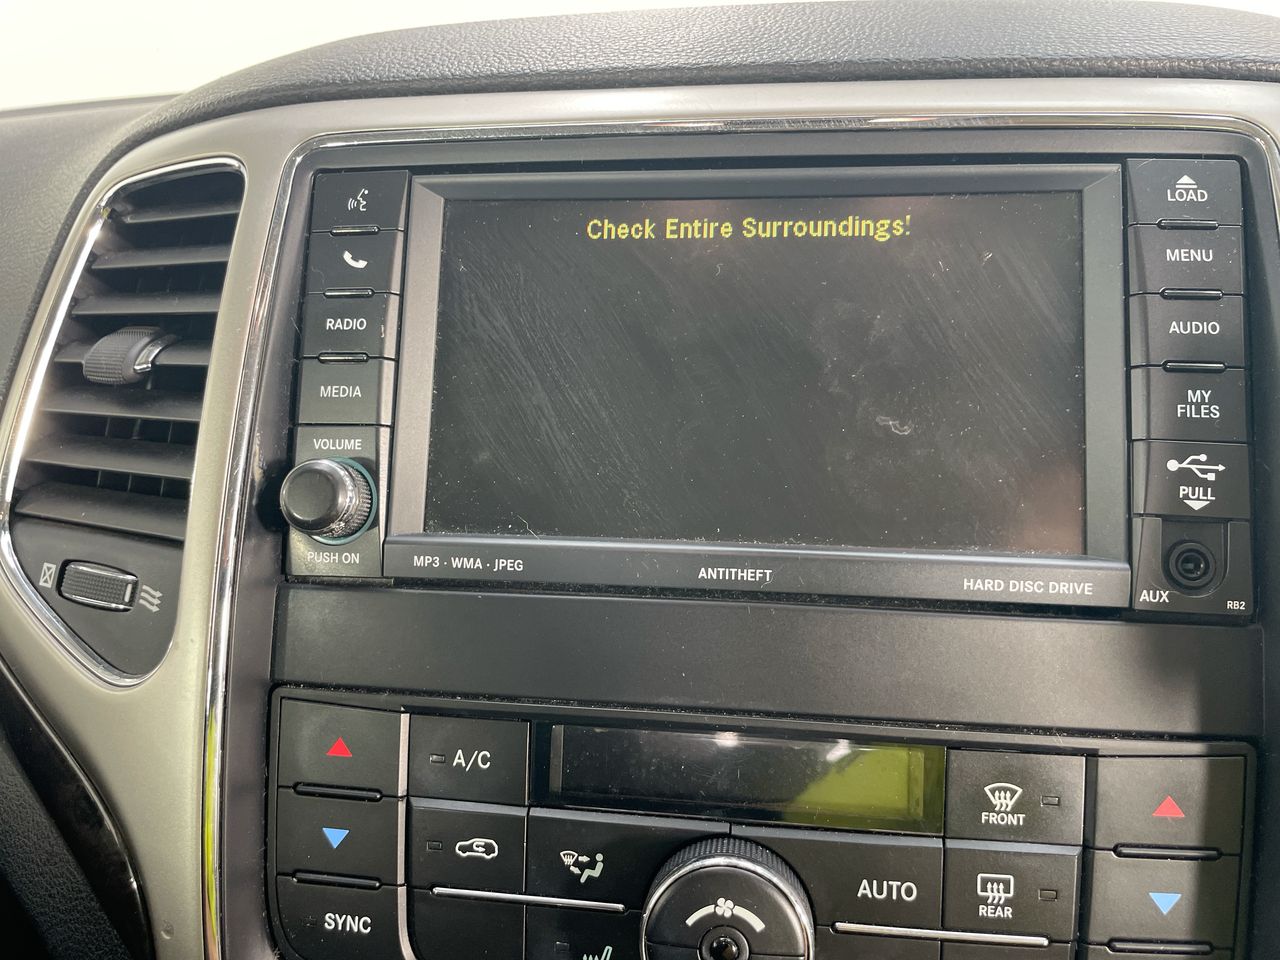 Check Entire Surroundings!
RADIO
MEDIA
VOLUME
PUSH ON
LOAD
MENU
AUDIO
MY
FILES
PULL
AUX
RB2
MP3 · WMA · JPEG
ANTITHEFT
HARD DISC DRIVE
A/C
FRONT
AUTO
REAR
SYNC